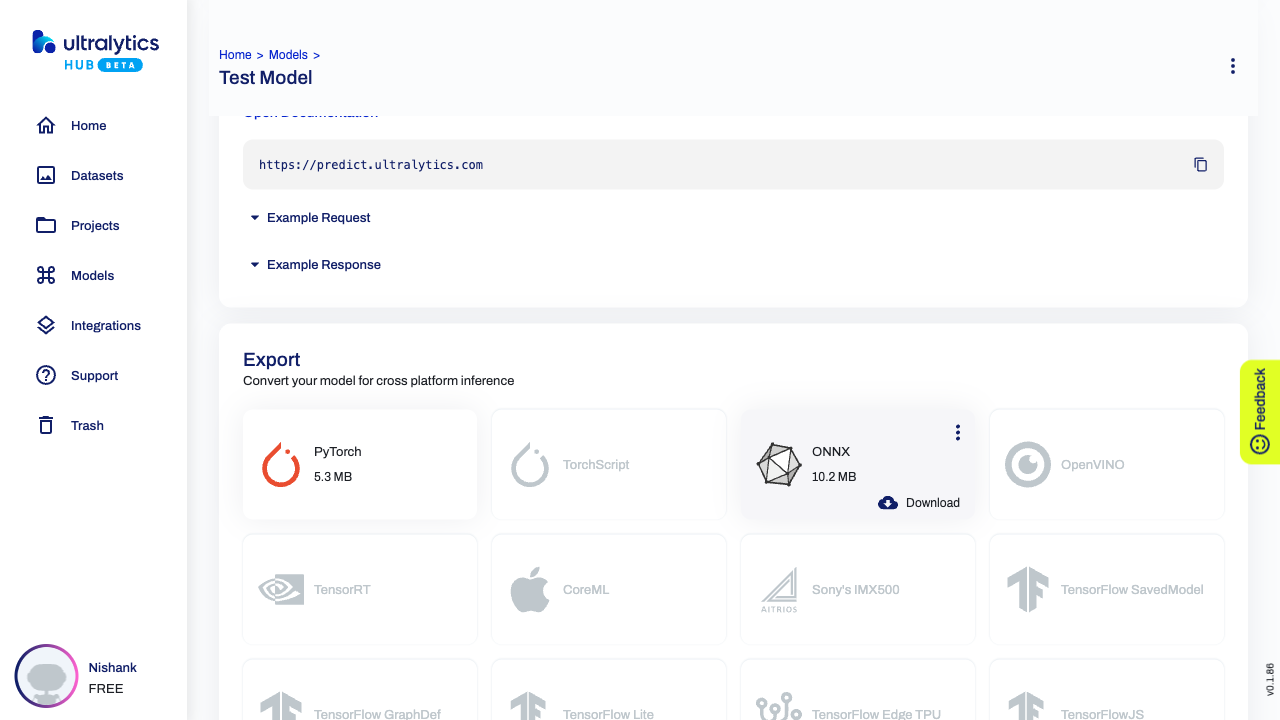 ultralytics
HUB BETA
Home
Datasets
Projects
Models
Integrations
Support
Trash
Nishank
FREE
Home > Models >
Test Model
Open Documentation
https://predict.ultralytics.com
Example Request
Example Response
Export
Convert your model for cross platform inference
PyTorch
5.3 MB
TorchScript
ONNX
10.2 MB
Download
OpenVINO
TensorRT
CoreML
AITRIOS
Sony's IMX500
TensorFlow SavedModel
TensorFlow GraphDef
TensorFlow Lite
TensorFlow Edge TPU
TensorFlowJS
Feedback
v0.1.86